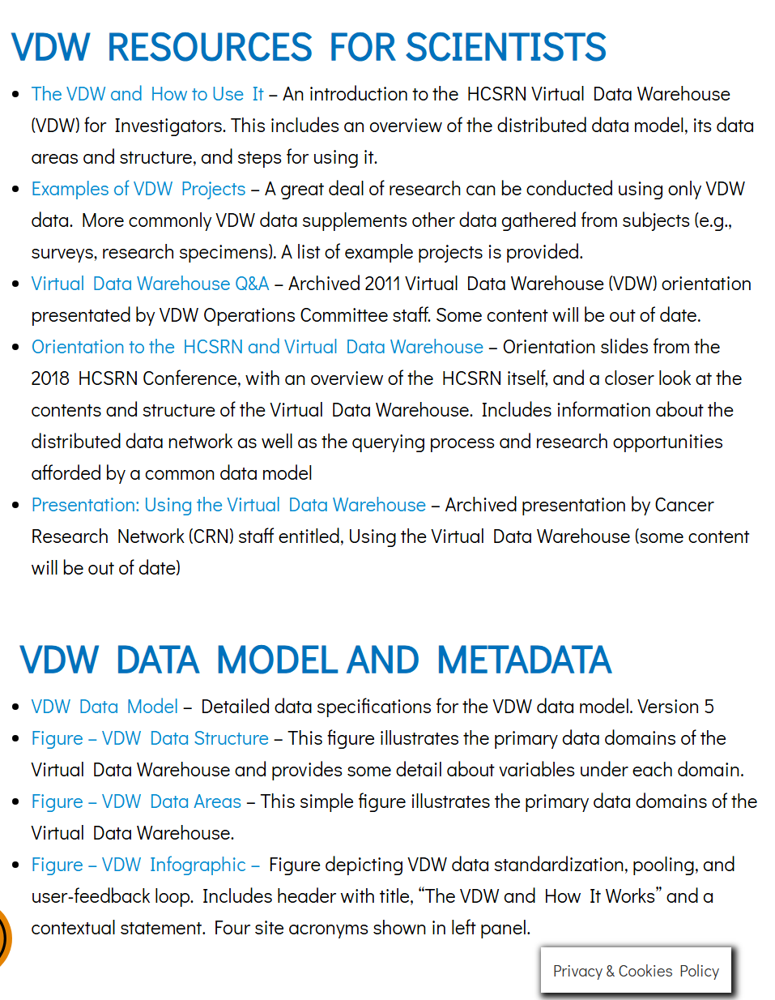 VDW RESOURCES FOR SCIENTISTS
• The VDW and How to Use It – An introduction to the HCSRN Virtual Data Warehouse
(VDW) for Investigators. This includes an overview of the distributed data model, its data
areas and structure, and steps for using it.
• Examples of VDW Projects – A great deal of research can be conducted using only VDW
data. More commonly VDW data supplements other data gathered from subjects (e.g.,
surveys, research specimens). A list of example projects is provided.
• Virtual Data Warehouse Q&A – Archived 2011 Virtual Data Warehouse (VDW) orientation
presentated by VDW Operations Committee staff. Some content will be out of date.
• Orientation to the HCSRN and Virtual Data Warehouse – Orientation slides from the
2018 HCSRN Conference, with an overview of the HCSRN itself, and a closer look at the
contents and structure of the Virtual Data Warehouse. Includes information about the
distributed data network as well as the querying process and research opportunities
afforded by a common data model
• Presentation: Using the Virtual Data Warehouse – Archived presentation by Cancer
Research Network (CRN) staff entitled, Using the Virtual Data Warehouse (some content
will be out of date)
VDW DATA MODEL AND METADATA
• VDW Data Model – Detailed data specifications for the VDW data model. Version 5
• Figure – VDW Data Structure – This figure illustrates the primary data domains of the
Virtual Data Warehouse and provides some detail about variables under each domain.
• Figure – VDW Data Areas – This simple figure illustrates the primary data domains of the
Virtual Data Warehouse.
• Figure – VDW Infographic – Figure depicting VDW data standardization, pooling, and
user-feedback loop. Includes header with title, “The VDW and How It Works” and a
contextual statement. Four site acronyms shown in left panel.
Privacy & Cookies Policy